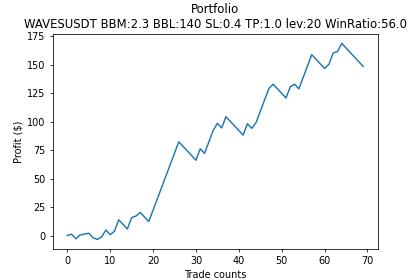 Portfolio
WAVESUSDT BBM:2.3 BBL:140 SL:0.4 TP:1.0 lev:20 WinRatio:56.0
175
150
125
100
75
50
25
0
Profit ($)
0 10 20 30 40 50 60 70
Trade counts